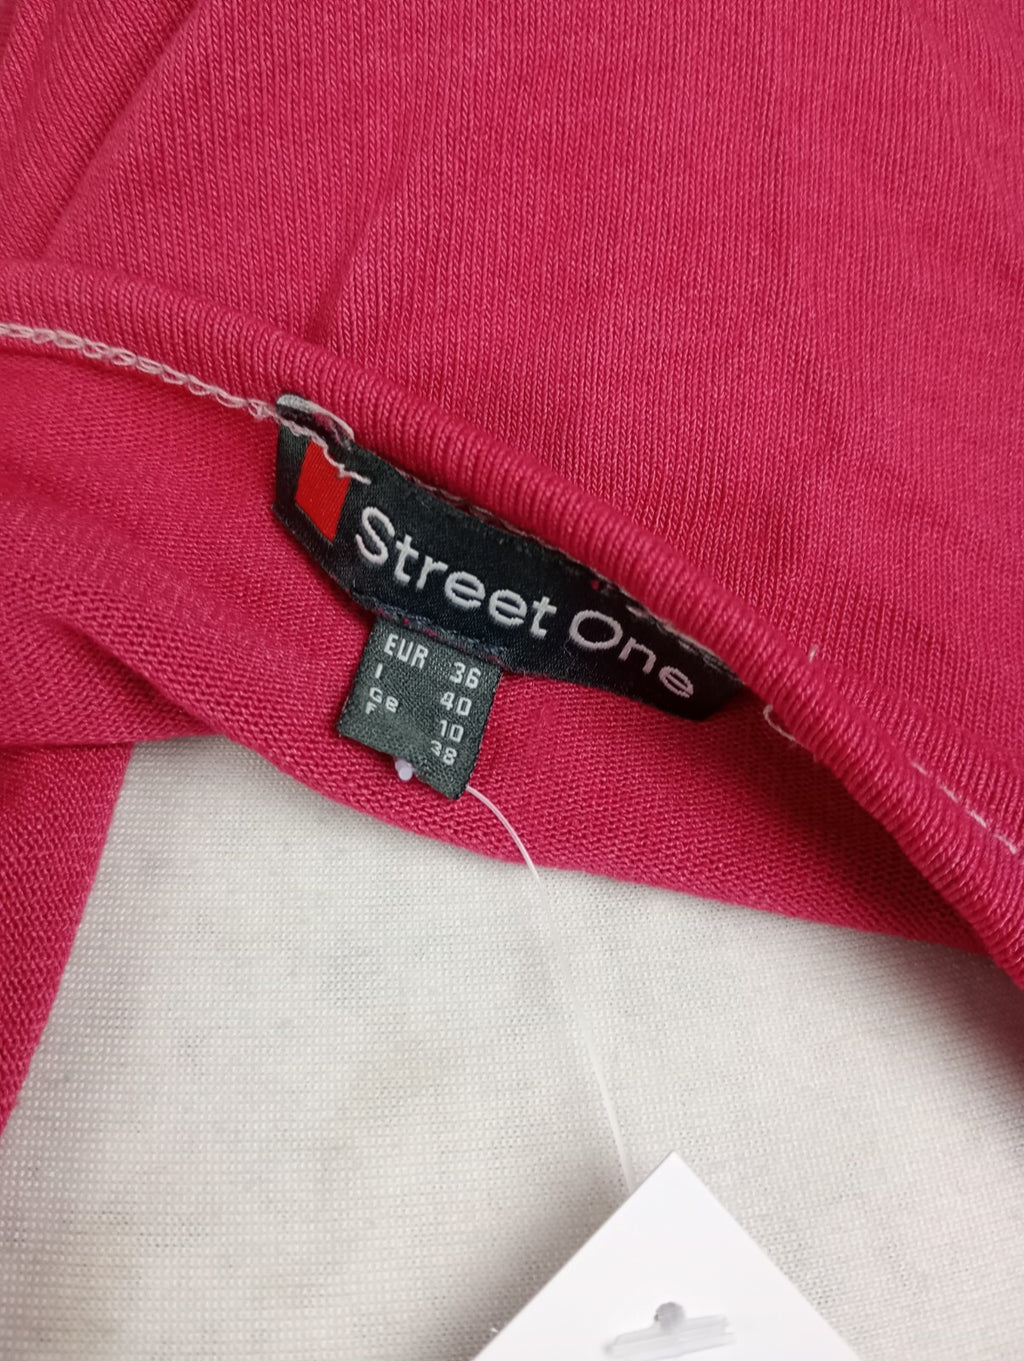 Street One
EUR 36
I 40
GB 10
F 38